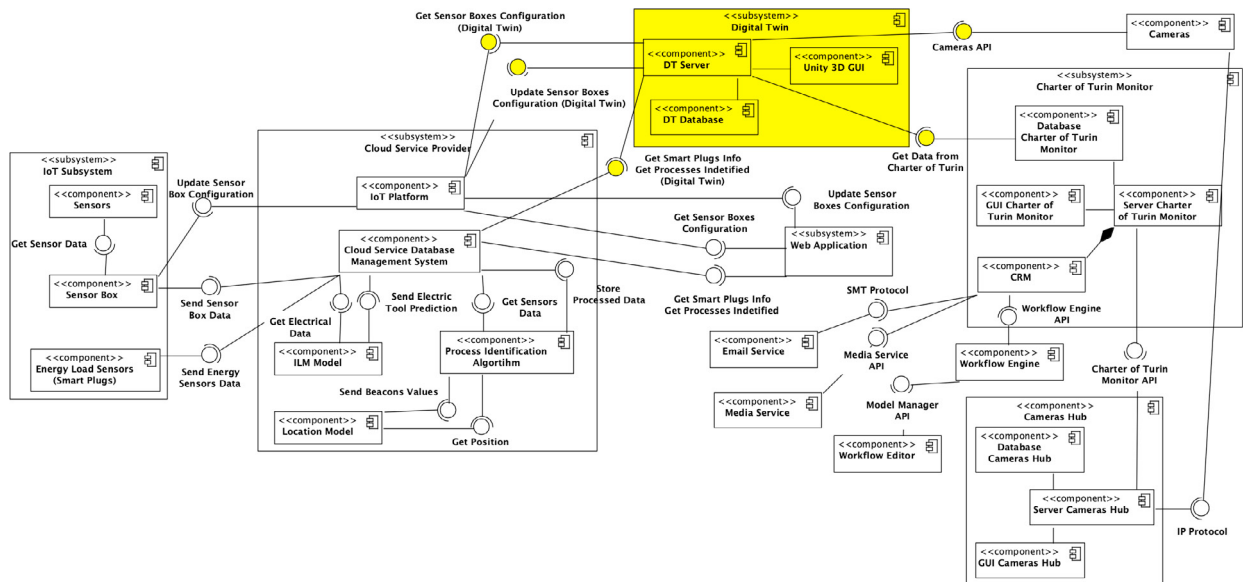 Get Sensor Boxes Configuration
(Digital Twin)
<<subsystem>>
Digital Twin
<<component>>
DT Server
<<component>>
Unity 3D GUI
<<component>>
DT Database
Cameras API
<<component>>
Cameras
Update Sensor Boxes
Configuration (Digital Twin)
<<subsystem>>
Charter of Turin Monitor
<<component>>
Database
Charter of Turin
Monitor
Get Data from
Charter of Turin
<<component>>
GUI Charter of
Turin Monitor
<<component>>
Server Charter
of Turin Monitor
<<component>>
CRM
<<subsystem>>
Cloud Service Provider
<<component>>
IoT Platform
Get Smart Plugs Info
Get Processes Indetified
(Digital Twin)
<<subsystem>>
IoT Subsystem
<<component>>
Sensors
Update Sensor
Box Configuration
Get Sensor Data
<<component>>
Sensor Box
Send Sensor
Box Data
<<component>>
Energy Load Sensors
(Smart Plugs)
Send Energy
Sensors Data
<<component>>
Cloud Service Database
Management System
Get Electrical
Data
Send Electric
Tool Prediction
Get Sensors
Data
Store
Processed Data
<<component>>
ILM Model
<<component>>
Process Identification
Algortihm
Send Beacons Values
<<component>>
Location Model
Get Position
Update Sensor
Boxes Configuration
Get Sensor Boxes
Configuration
<<subsystem>>
Web Application
Get Smart Plugs Info
Get Processes Indetified
SMT Protocol
<<component>>
Email Service
Media Service
API
<<component>>
Media Service
Workflow Engine
API
<<component>>
Workflow Engine
Model Manager
API
<<component>>
Workflow Editor
Charter of Turin
Monitor API
<<subsystem>>
Cameras Hub
<<component>>
Database
Cameras Hub
<<component>>
Server Cameras Hub
<<component>>
GUI Cameras Hub
IP Protocol